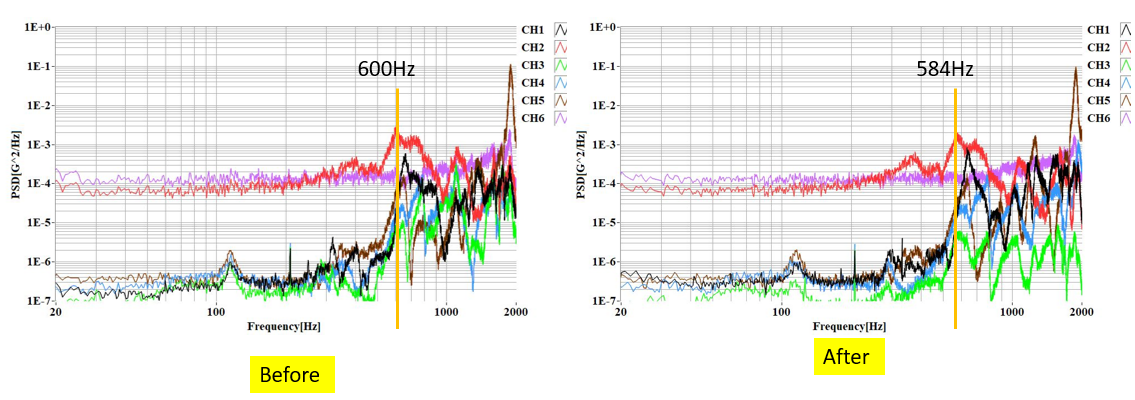 1E+0
1E-1
1E-2
1E-3
1E-4
1E-5
1E-6
1E-7
PSD[G^2/Hz]
20
100
1000
2000
Frequency[Hz]
600Hz
CH1
CH2
CH3
CH4
CH5
CH6
Before
1E+0
1E-1
1E-2
1E-3
1E-4
1E-5
1E-6
1E-7
PSD[G^2/Hz]
20
100
1000
2000
Frequency[Hz]
584Hz
CH1
CH2
CH3
CH4
CH5
CH6
After